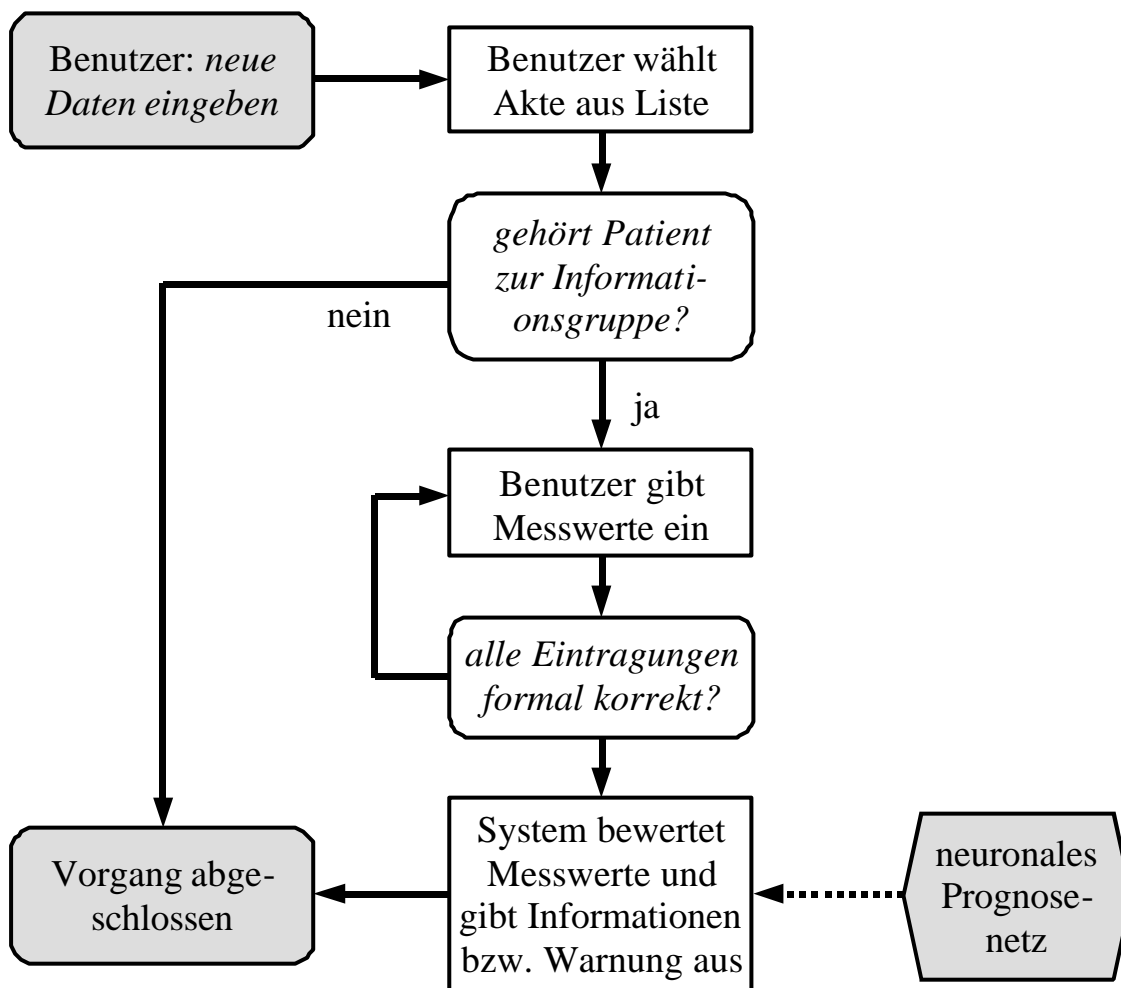 Benutzer: neue
Daten eingeben
Benutzer wählt
Akte aus Liste
gehört Patient
zur Informati-
onsgruppe?
nein
ja
Benutzer gibt
Messwerte ein
alle Eintragungen
formal korrekt?
System bewertet
Messwerte und
gibt Informationen
bzw. Warnung aus
Vorgang abge-
schlossen
neuronales
Prognose-
netz